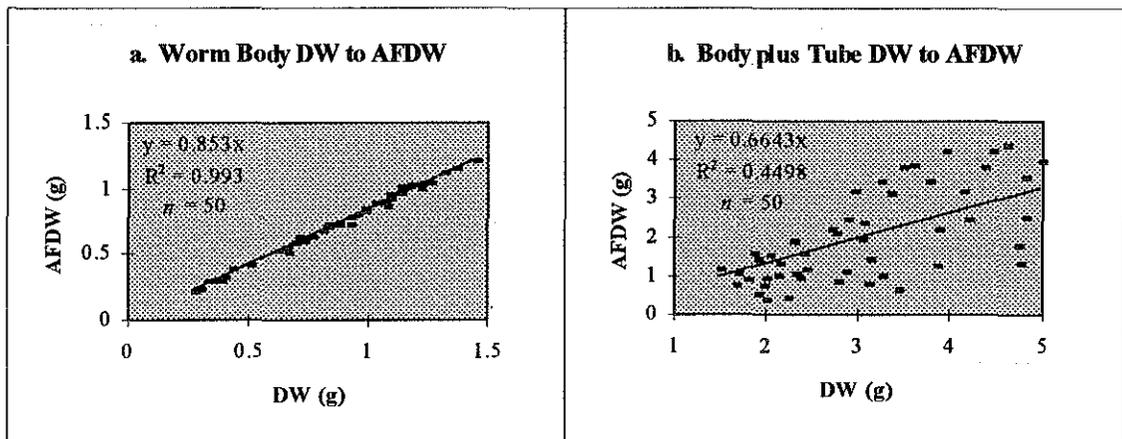 a. Worm Body DW to AFDW
1.5
1
0.5
0
AFDW (g)
y = 0.853x
R² = 0.993
n = 50
0
0.5
1
1.5
DW (g)
b. Body plus Tube DW to AFDW
5
4
3
2
1
0
AFDW (g)
y = 0.6643x
R² = 0.4498
n = 50
1
2
3
4
5
DW (g)